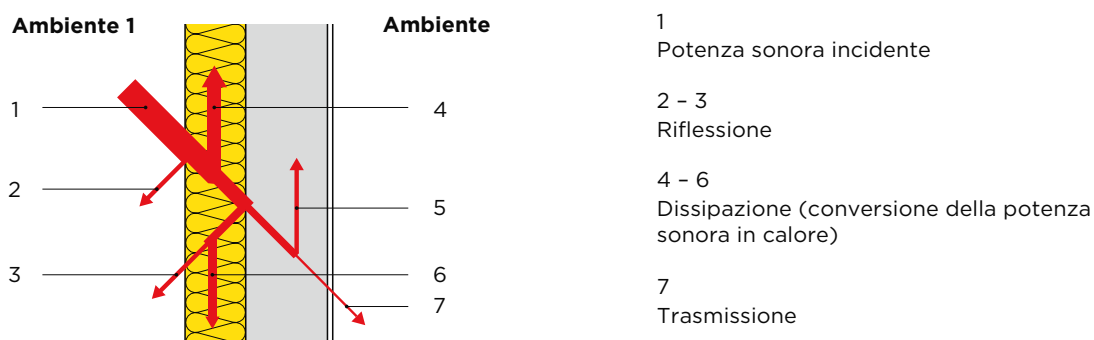 Ambiente 1
Ambiente
1
2
3
4
5
6
7
1
Potenza sonora incidente
2 – 3
Riflessione
4 – 6
Dissipazione (conversione della potenza
sonora in calore)
7
Trasmissione